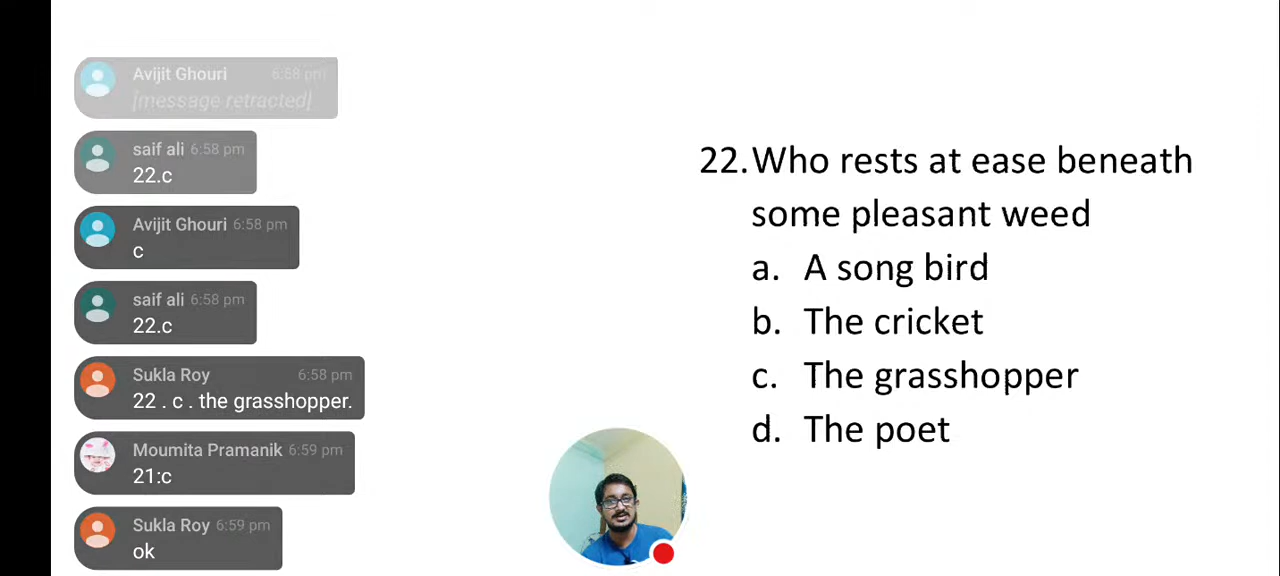 Avijit Ghouri 6:58 pm
[message retracted]
saif ali 6:58 pm
22.c
Avijit Ghouri 6:58 pm
c
saif ali 6:58 pm
22.c
Sukla Roy 6:58 pm
22 . c . the grasshopper.
Moumita Pramanik 6:59 pm
21:c
Sukla Roy 6:59 pm
ok
22.Who rests at ease beneath
some pleasant weed
a. A song bird
b. The cricket
c. The grasshopper
d. The poet